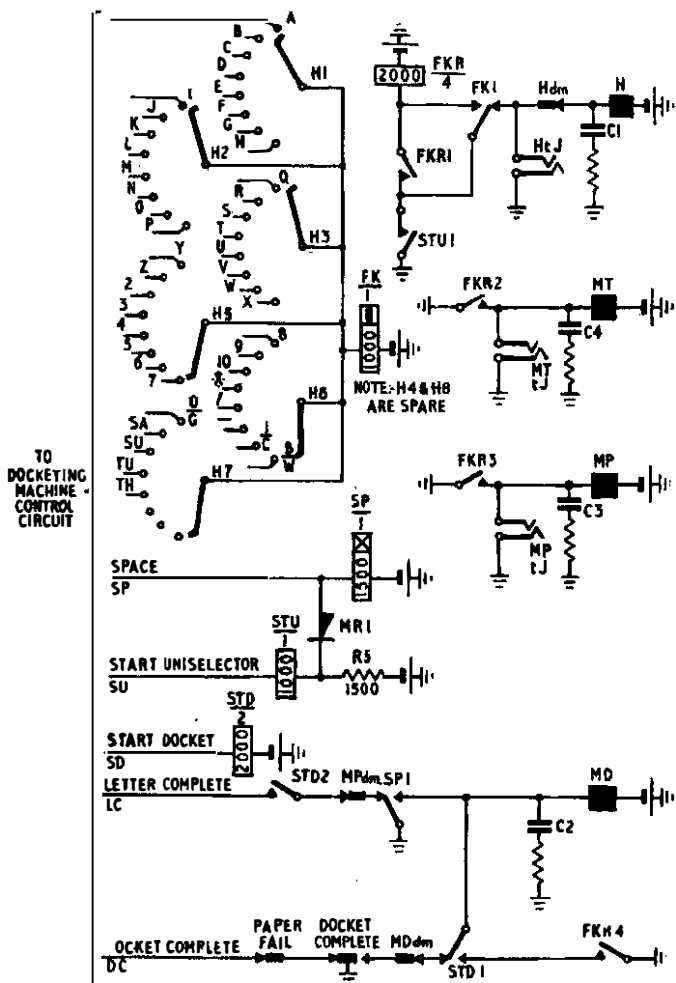 A
B
C
D
E
F
G
H
H1
I
J
K
L
M
N
O
P
H2
Q
R
S
T
U
V
W
X
H3
Y
Z
2
3
4
5
6
7
H5
8
9
10
1/C
B/W
H6
D/G
SA
SU
TU
TH
H7
FKR/4
2000
FKR1
FK1
STU1
Hdm
H
HtJ
C1
FK/1
1000
NOTE:- H4 & H8
ARE SPARE
FKR2
MT
C4
MT
tJ
FKR3
MP
C3
MP
tJ
TO
DOCKETING
MACHINE
CONTROL
CIRCUIT
SPACE
SP
SP/1
1500
MR1
START UNISELECTOR
SU
STU/1
1000
R5
1500
START DOCKET
SD
STD/2
2000
LETTER COMPLETE
LC
STD2
MPdm
SP1
MD
C2
OCKET COMPLETE
DC
PAPER
FAIL
DOCKET
COMPLETE
MDdm
STD1
FKR4